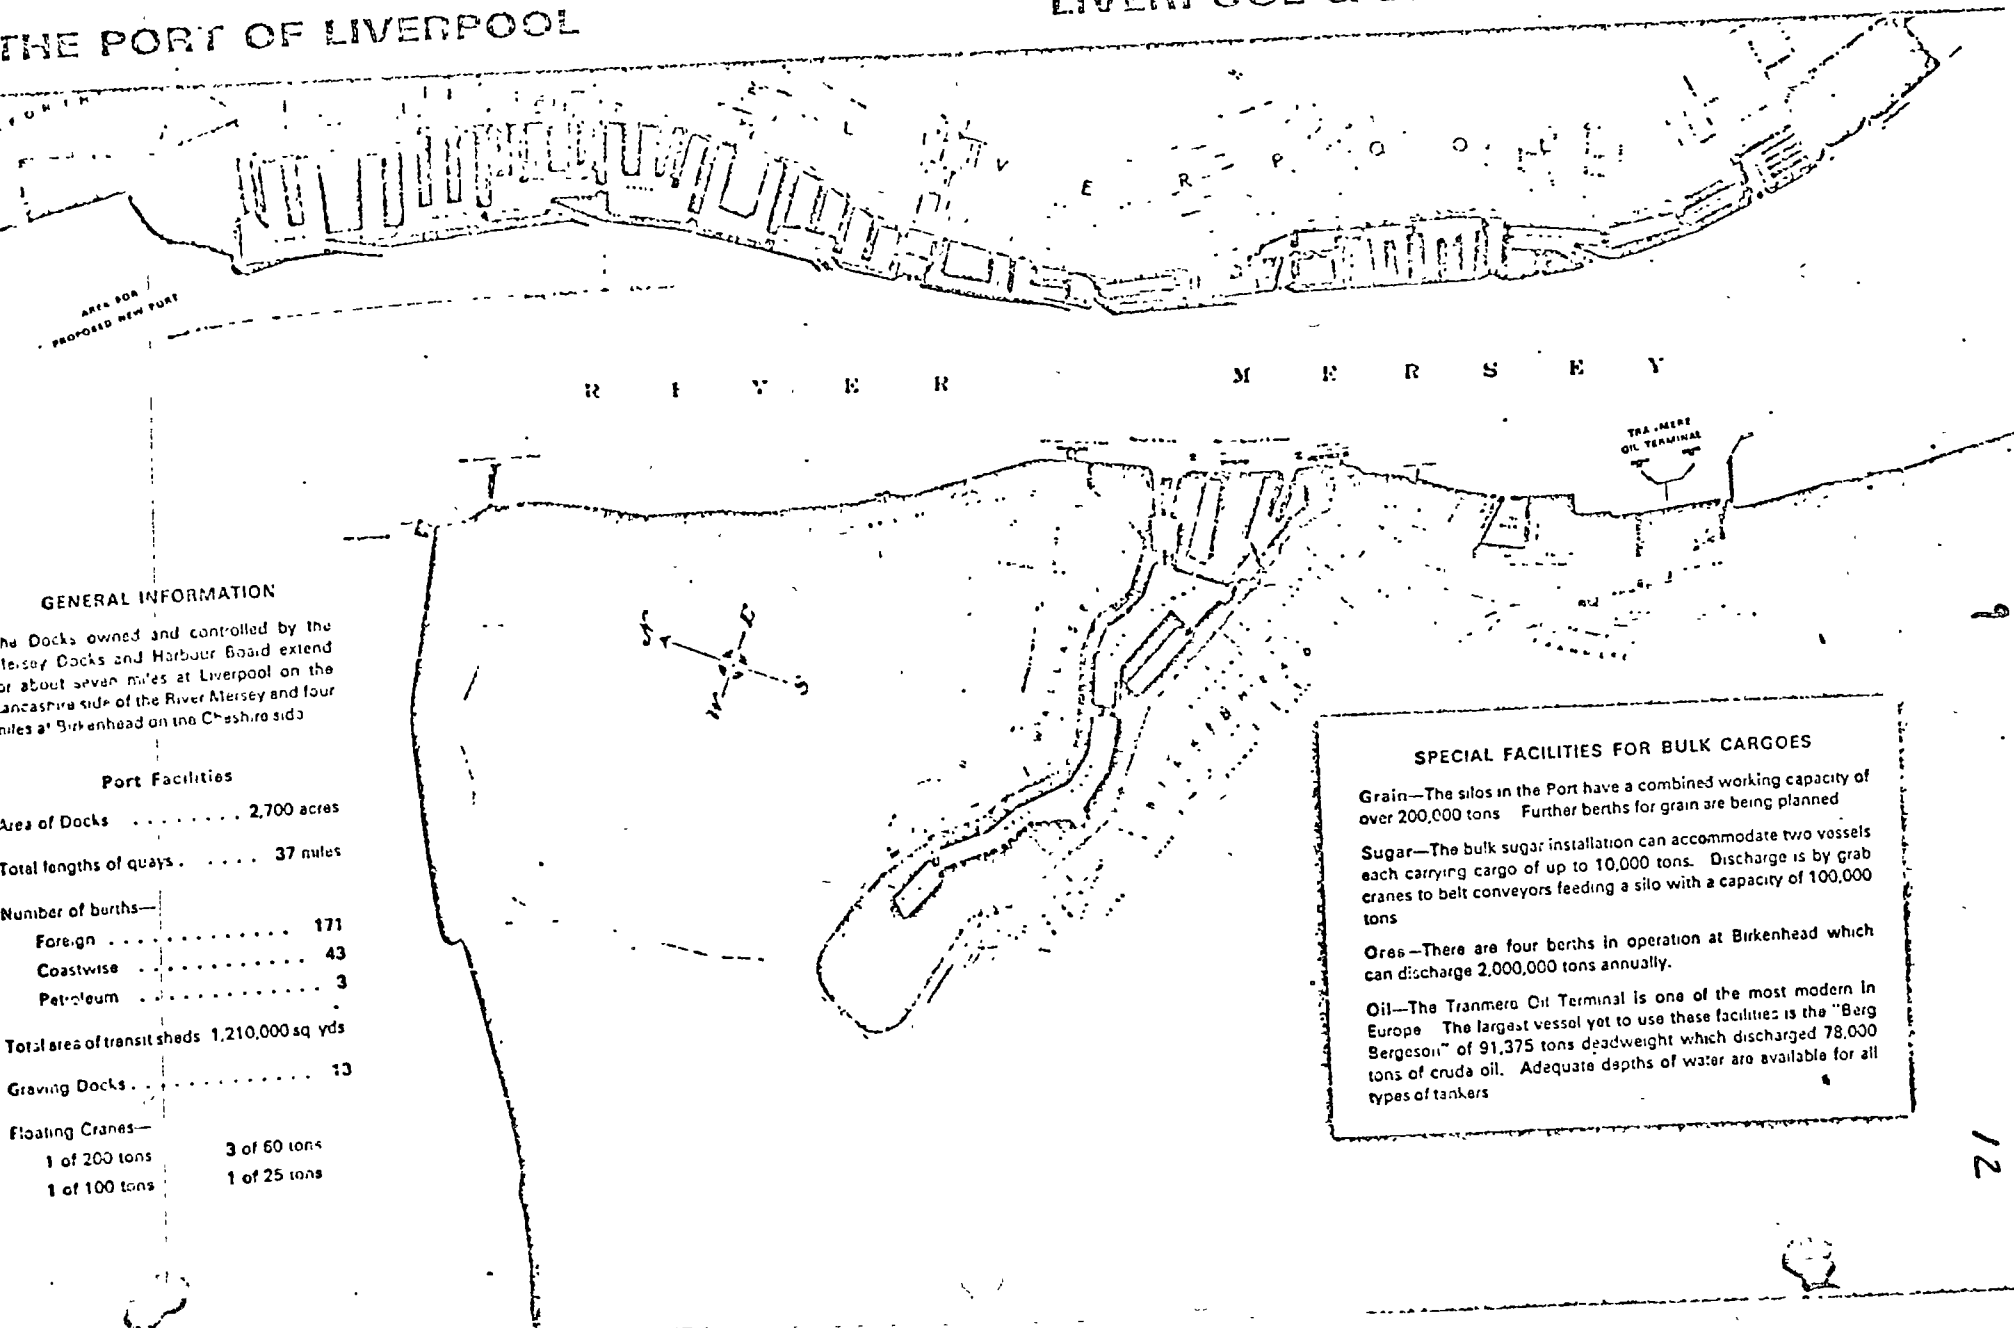 THE PORT OF LIVERPOOL
LIVERPOOL
L V E R P O O L
AREA FOR
PROPOSED NEW PORT
R I V E R M E R S E Y
TRANMERE
OIL TERMINAL
N E S W
WALLASEY
BIRKENHEAD
GENERAL INFORMATION
he Docks owned and controlled by the
ersey Docks and Harbour Board extend
or about seven miles at Liverpool on the
ancashire side of the River Mersey and four
miles at Birkenhead on the Cheshire side
Port Facilities
Area of Docks ........ 2,700 acres
Total lengths of quays. .... 37 miles
Number of berths—
Foreign ............. 171
Coastwise ............ 43
Petroleum ............. 3
Total area of transit sheds 1,210,000 sq yds
Graving Docks............. 13
Floating Cranes—
1 of 200 tons 3 of 60 tons
1 of 100 tons 1 of 25 tons
SPECIAL FACILITIES FOR BULK CARGOES
Grain—The silos in the Port have a combined working capacity of
over 200,000 tons Further berths for grain are being planned
Sugar—The bulk sugar installation can accommodate two vessels
each carrying cargo of up to 10,000 tons. Discharge is by grab
cranes to belt conveyors feeding a silo with a capacity of 100,000
tons
Ores—There are four berths in operation at Birkenhead which
can discharge 2,000,000 tons annually.
Oil—The Tranmere Oil Terminal is one of the most modern in
Europe The largest vessel yet to use these facilities is the "Berg
Bergeson" of 91,375 tons deadweight which discharged 78,000
tons of crude oil. Adequate depths of water are available for all
types of tankers
12